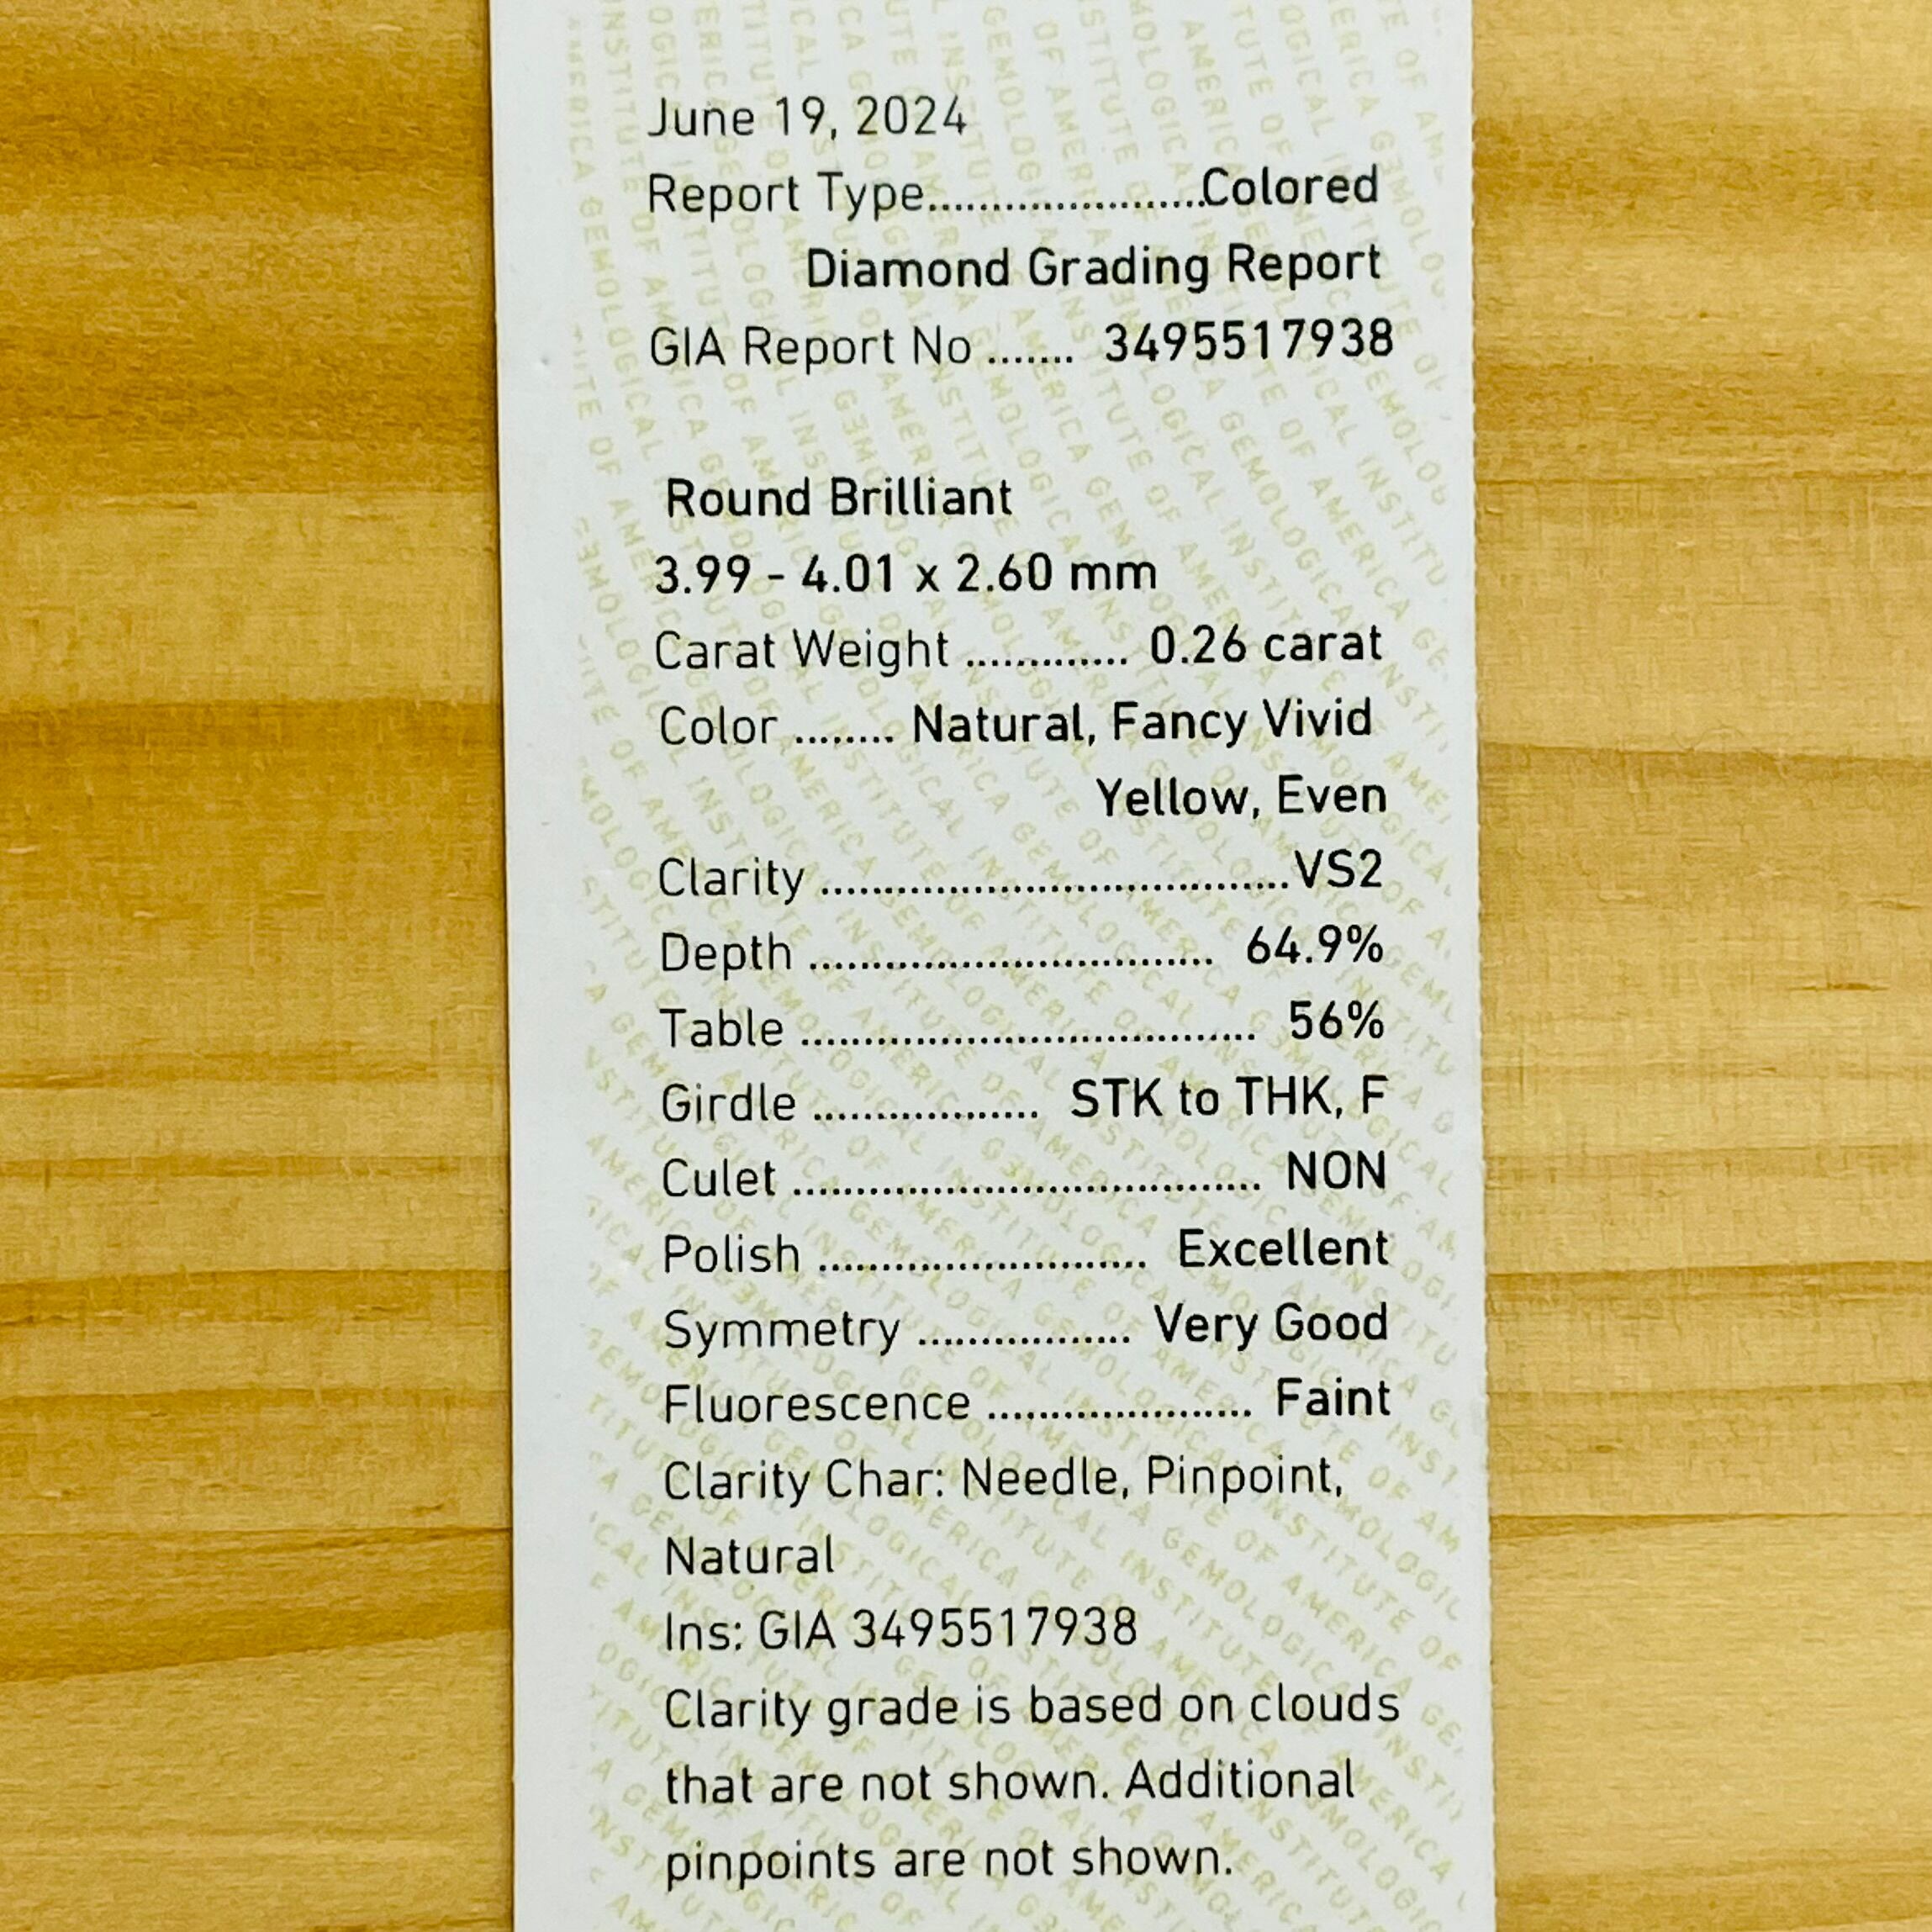 June 19, 2024
Report Type......................Colored
Diamond Grading Report
GIA Report No ....... 3495517938
Round Brilliant
3.99 - 4.01 x 2.60 mm
Carat Weight ............. 0.26 carat
Color ........ Natural, Fancy Vivid
Yellow, Even
Clarity .....................................VS2
Depth ................................ 64.9%
Table .................................... 56%
Girdle .................. STK to THK, F
Culet ..................................... NON
Polish .......................... Excellent
Symmetry ................. Very Good
Fluorescence ..................... Faint
Clarity Char: Needle, Pinpoint,
Natural
Ins: GIA 3495517938
Clarity grade is based on clouds
that are not shown. Additional
pinpoints are not shown.